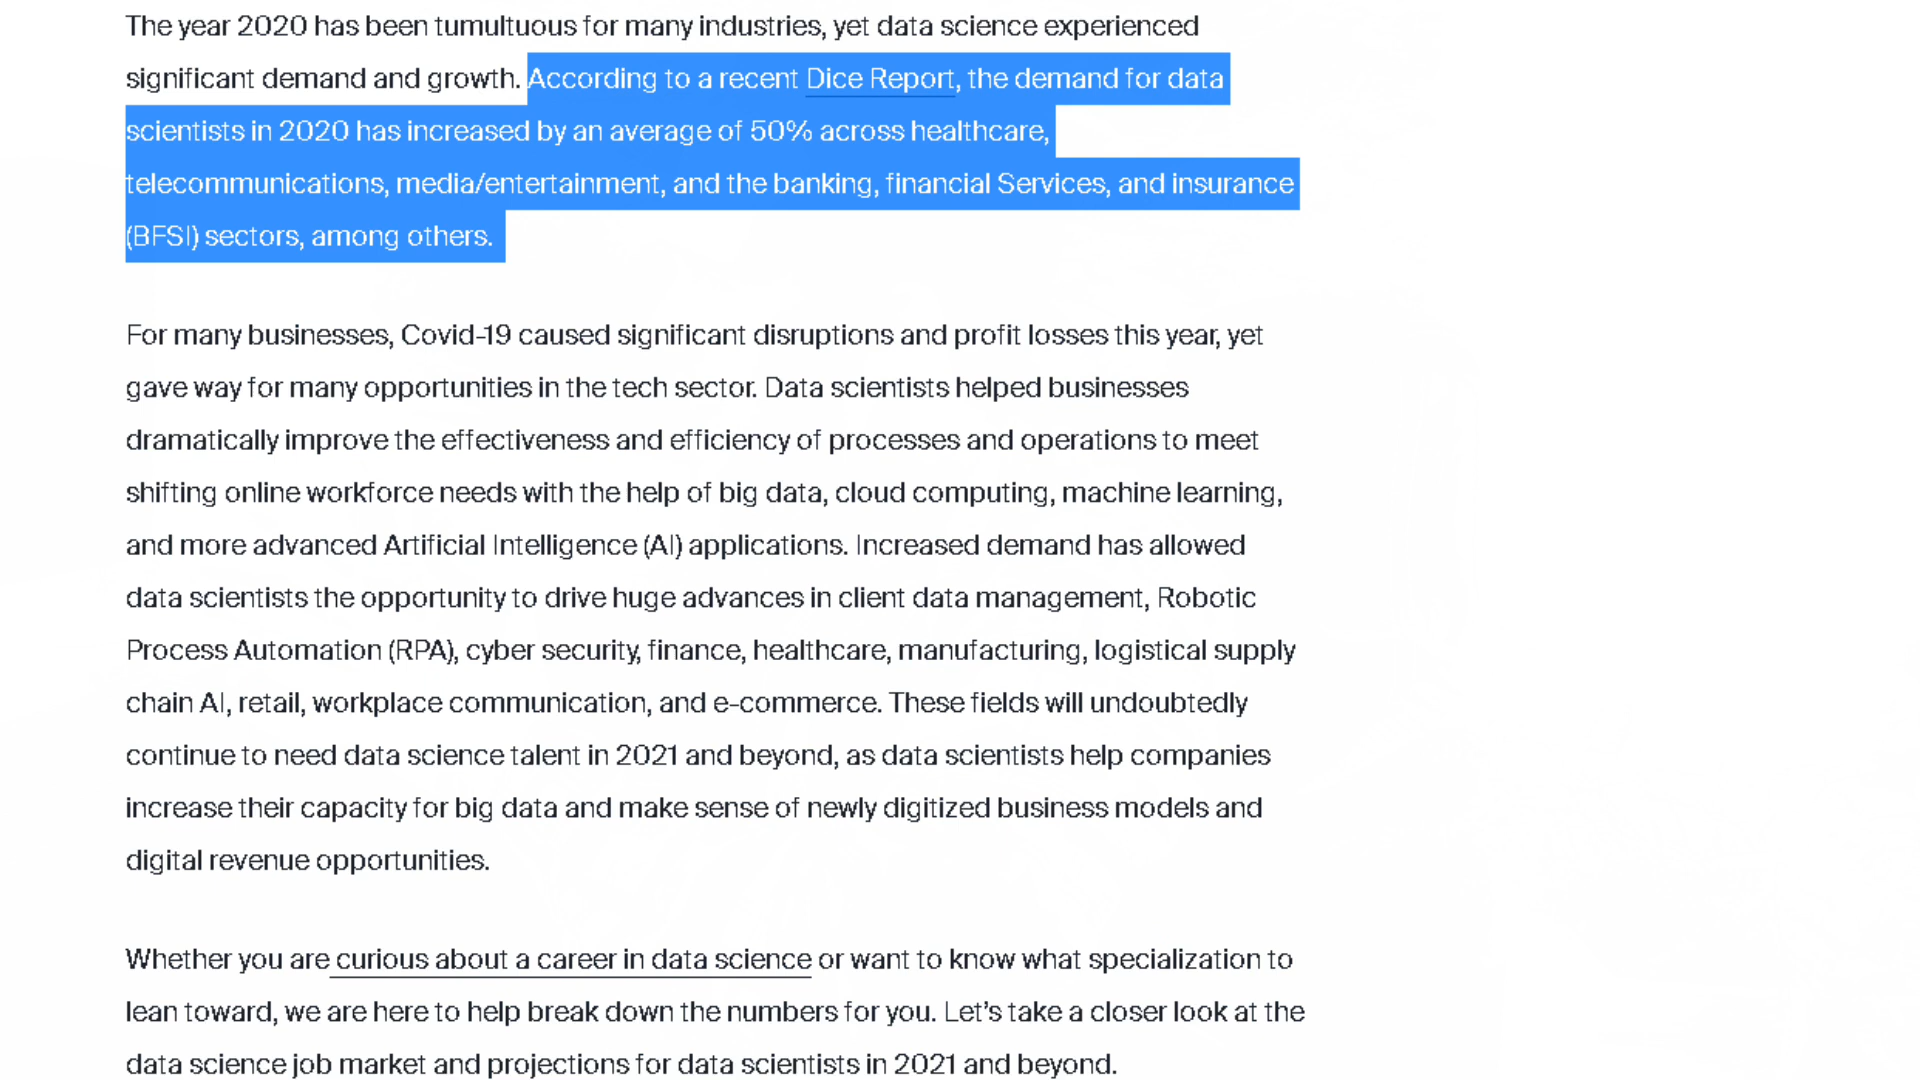 The year 2020 has been tumultuous for many industries, yet data science experienced
significant demand and growth. According to a recent Dice Report, the demand for data
scientists in 2020 has increased by an average of 50% across healthcare,
telecommunications, media/entertainment, and the banking, financial Services, and insurance
(BFSI) sectors, among others.
For many businesses, Covid-19 caused significant disruptions and profit losses this year, yet
gave way for many opportunities in the tech sector. Data scientists helped businesses
dramatically improve the effectiveness and efficiency of processes and operations to meet
shifting online workforce needs with the help of big data, cloud computing, machine learning,
and more advanced Artificial Intelligence (AI) applications. Increased demand has allowed
data scientists the opportunity to drive huge advances in client data management, Robotic
Process Automation (RPA), cyber security, finance, healthcare, manufacturing, logistical supply
chain AI, retail, workplace communication, and e-commerce. These fields will undoubtedly
continue to need data science talent in 2021 and beyond, as data scientists help companies
increase their capacity for big data and make sense of newly digitized business models and
digital revenue opportunities.
Whether you are curious about a career in data science or want to know what specialization to
lean toward, we are here to help break down the numbers for you. Let’s take a closer look at the
data science job market and projections for data scientists in 2021 and beyond.